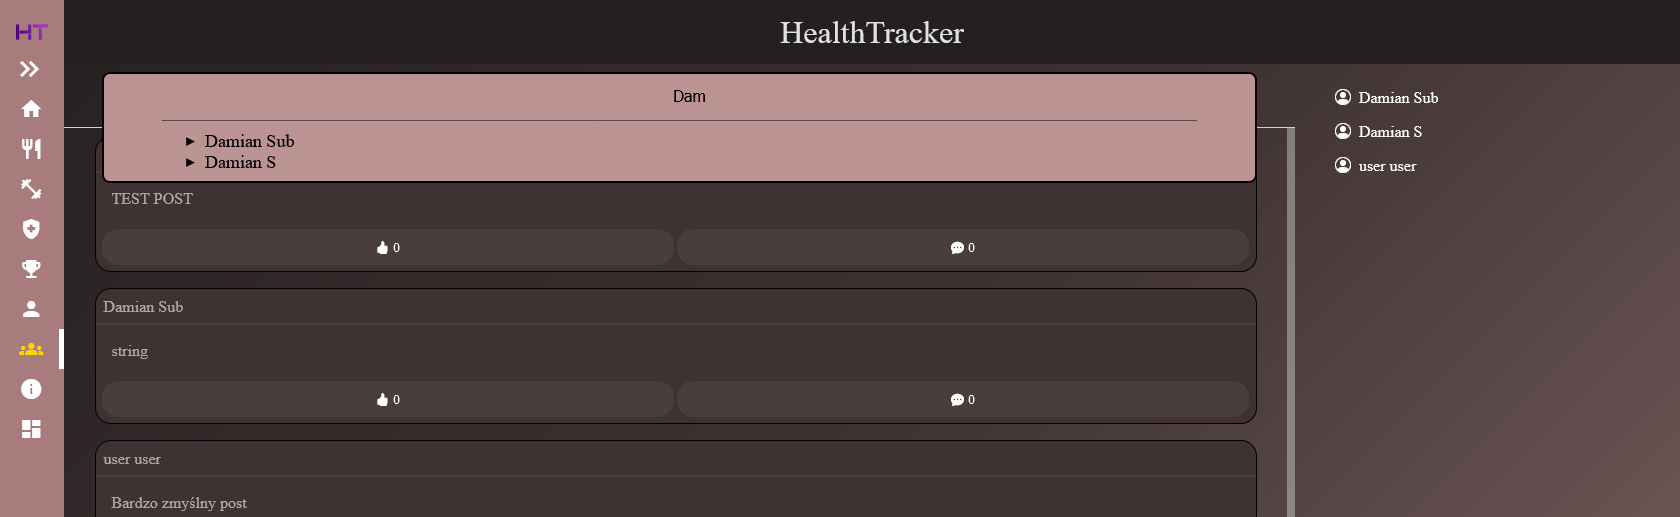 HT
HealthTracker
Dam
Damian Sub
Damian S
TEST POST
0
0
Damian Sub
string
0
0
user user
Bardzo zmyślny post
Damian Sub
Damian S
user user